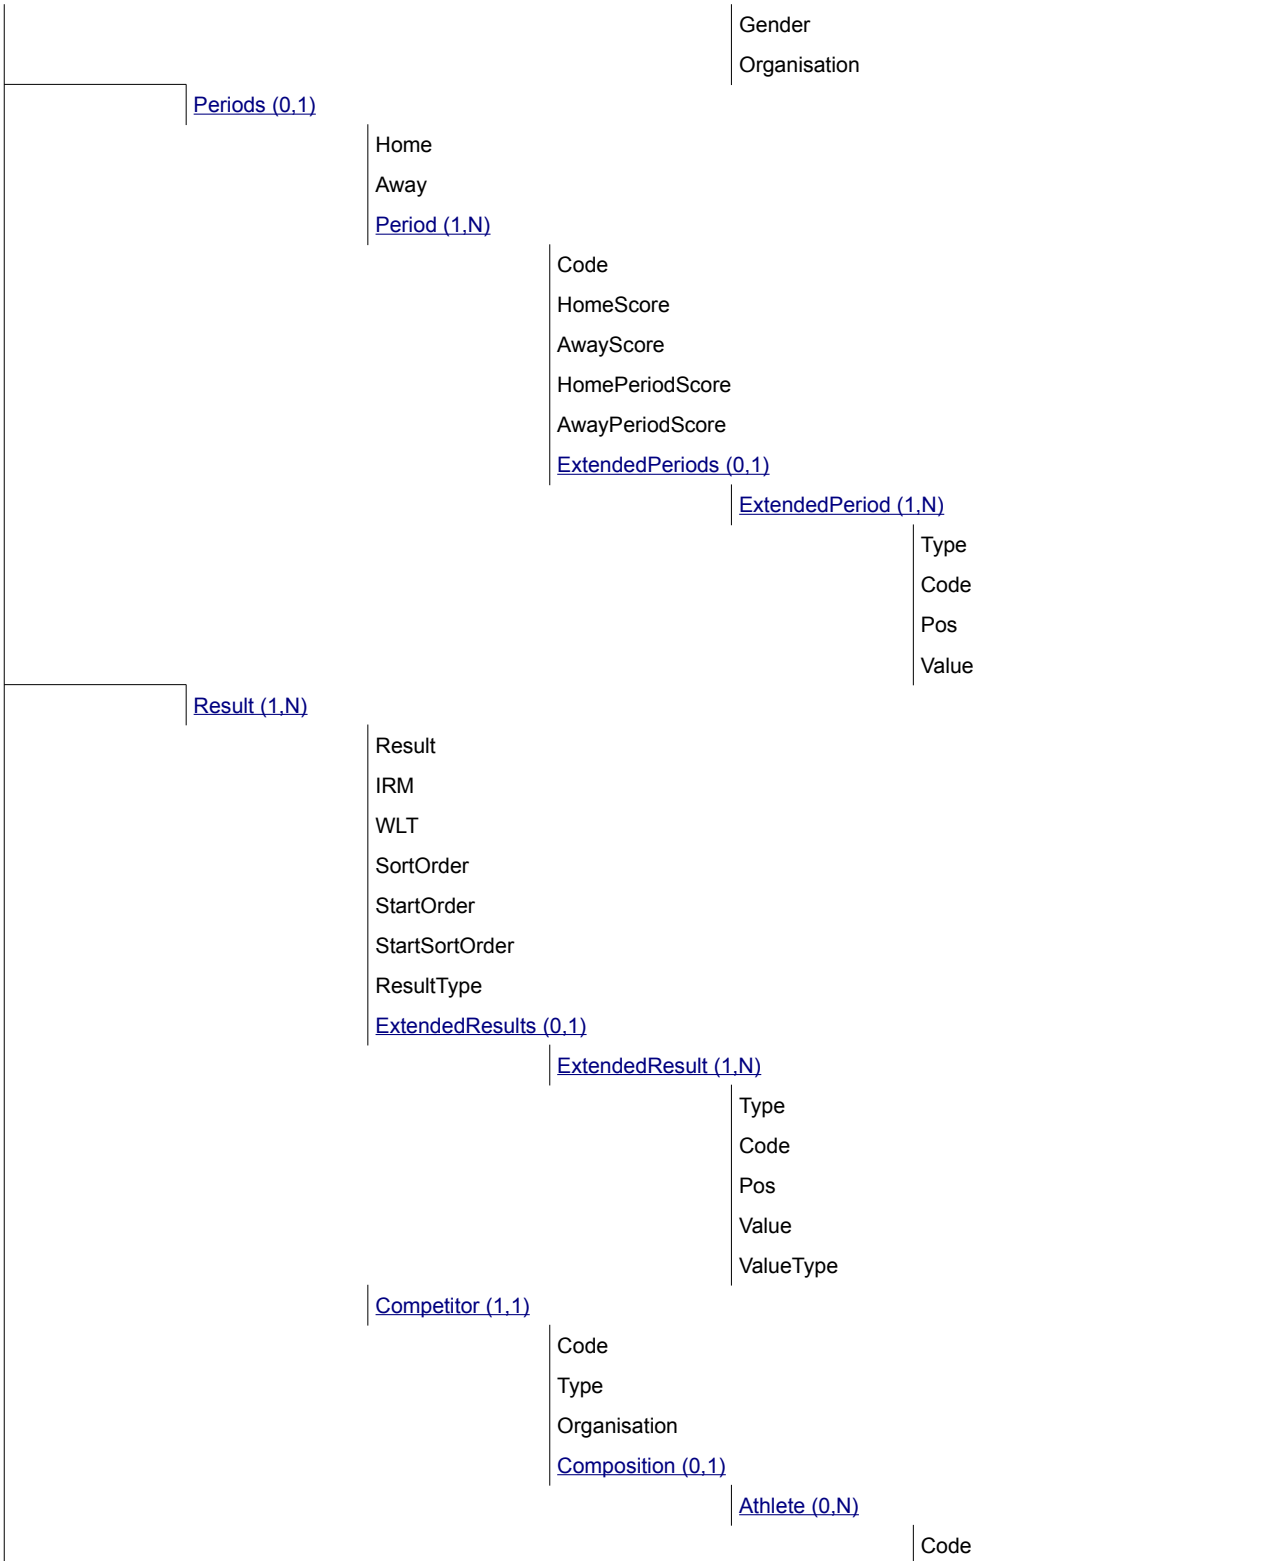 Gender
Organisation
Periods (0,1)
Home
Away
Period (1,N)
Code
HomeScore
AwayScore
HomePeriodScore
AwayPeriodScore
ExtendedPeriods (0,1)
ExtendedPeriod (1,N)
Type
Code
Pos
Value
Result (1,N)
Result
IRM
WLT
SortOrder
StartOrder
StartSortOrder
ResultType
ExtendedResults (0,1)
ExtendedResult (1,N)
Type
Code
Pos
Value
ValueType
Competitor (1,1)
Code
Type
Organisation
Composition (0,1)
Athlete (0,N)
Code